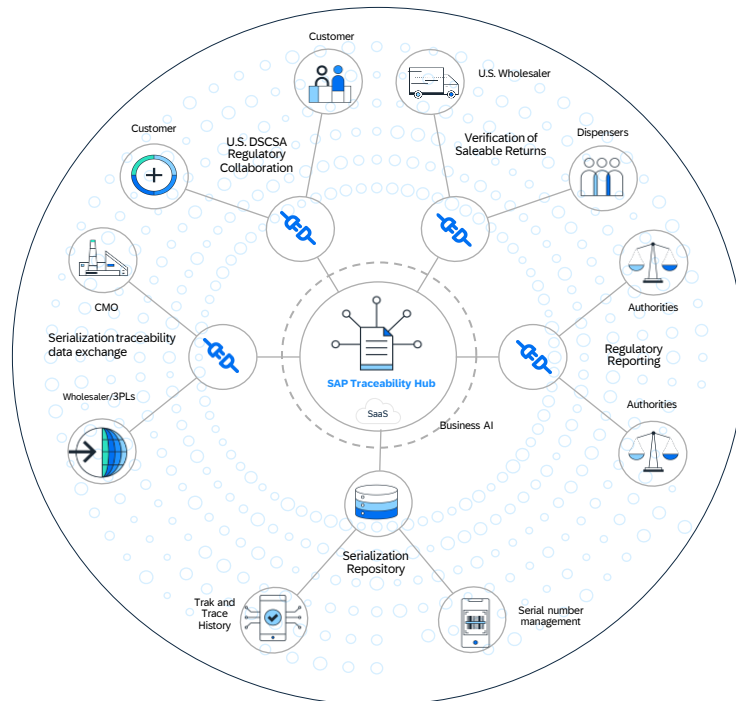 Customer
U.S. Wholesaler
Customer
U.S. DSCSA
Regulatory
Collaboration
Verification of
Saleable Returns
Dispensers
CMO
Authorities
Serialization traceability
data exchange
Regulatory
Reporting
SAP Traceability Hub
SaaS
Wholesaler/3PLs
Business AI
Authorities
Serialization
Repository
Trak and
Trace
History
Serial number
management